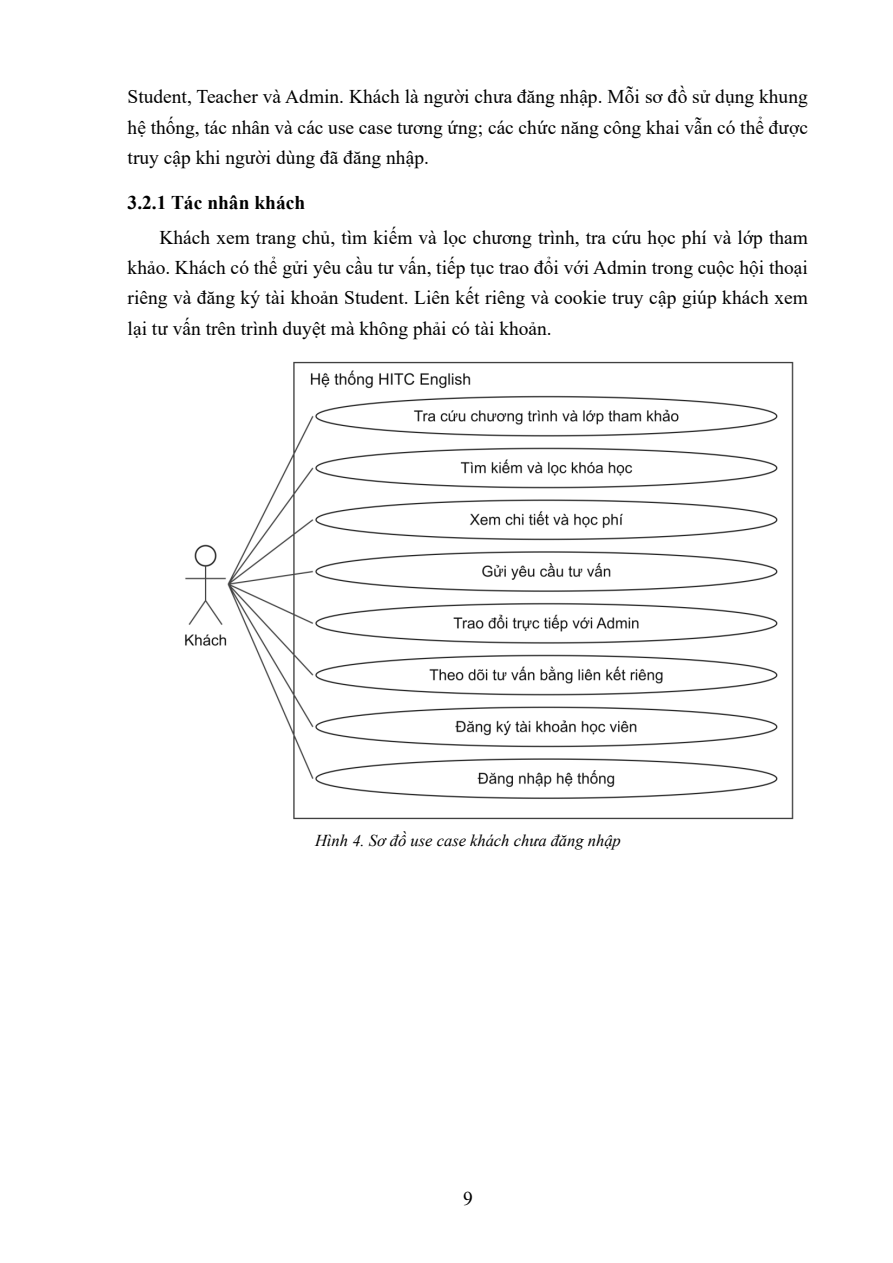 Student, Teacher và Admin. Khách là người chưa đăng nhập. Mỗi sơ đồ sử dụng khung
hệ thống, tác nhân và các use case tương ứng; các chức năng công khai vẫn có thể được
truy cập khi người dùng đã đăng nhập.
3.2.1 Tác nhân khách
Khách xem trang chủ, tìm kiếm và lọc chương trình, tra cứu học phí và lớp tham
khảo. Khách có thể gửi yêu cầu tư vấn, tiếp tục trao đổi với Admin trong cuộc hội thoại
riêng và đăng ký tài khoản Student. Liên kết riêng và cookie truy cập giúp khách xem
lại tư vấn trên trình duyệt mà không phải có tài khoản.
Hệ thống HITC English
Tra cứu chương trình và lớp tham khảo
Tìm kiếm và lọc khóa học
Xem chi tiết và học phí
Gửi yêu cầu tư vấn
Trao đổi trực tiếp với Admin
Khách
Theo dõi tư vấn bằng liên kết riêng
Đăng ký tài khoản học viên
Đăng nhập hệ thống
Hình 4. Sơ đồ use case khách chưa đăng nhập
9